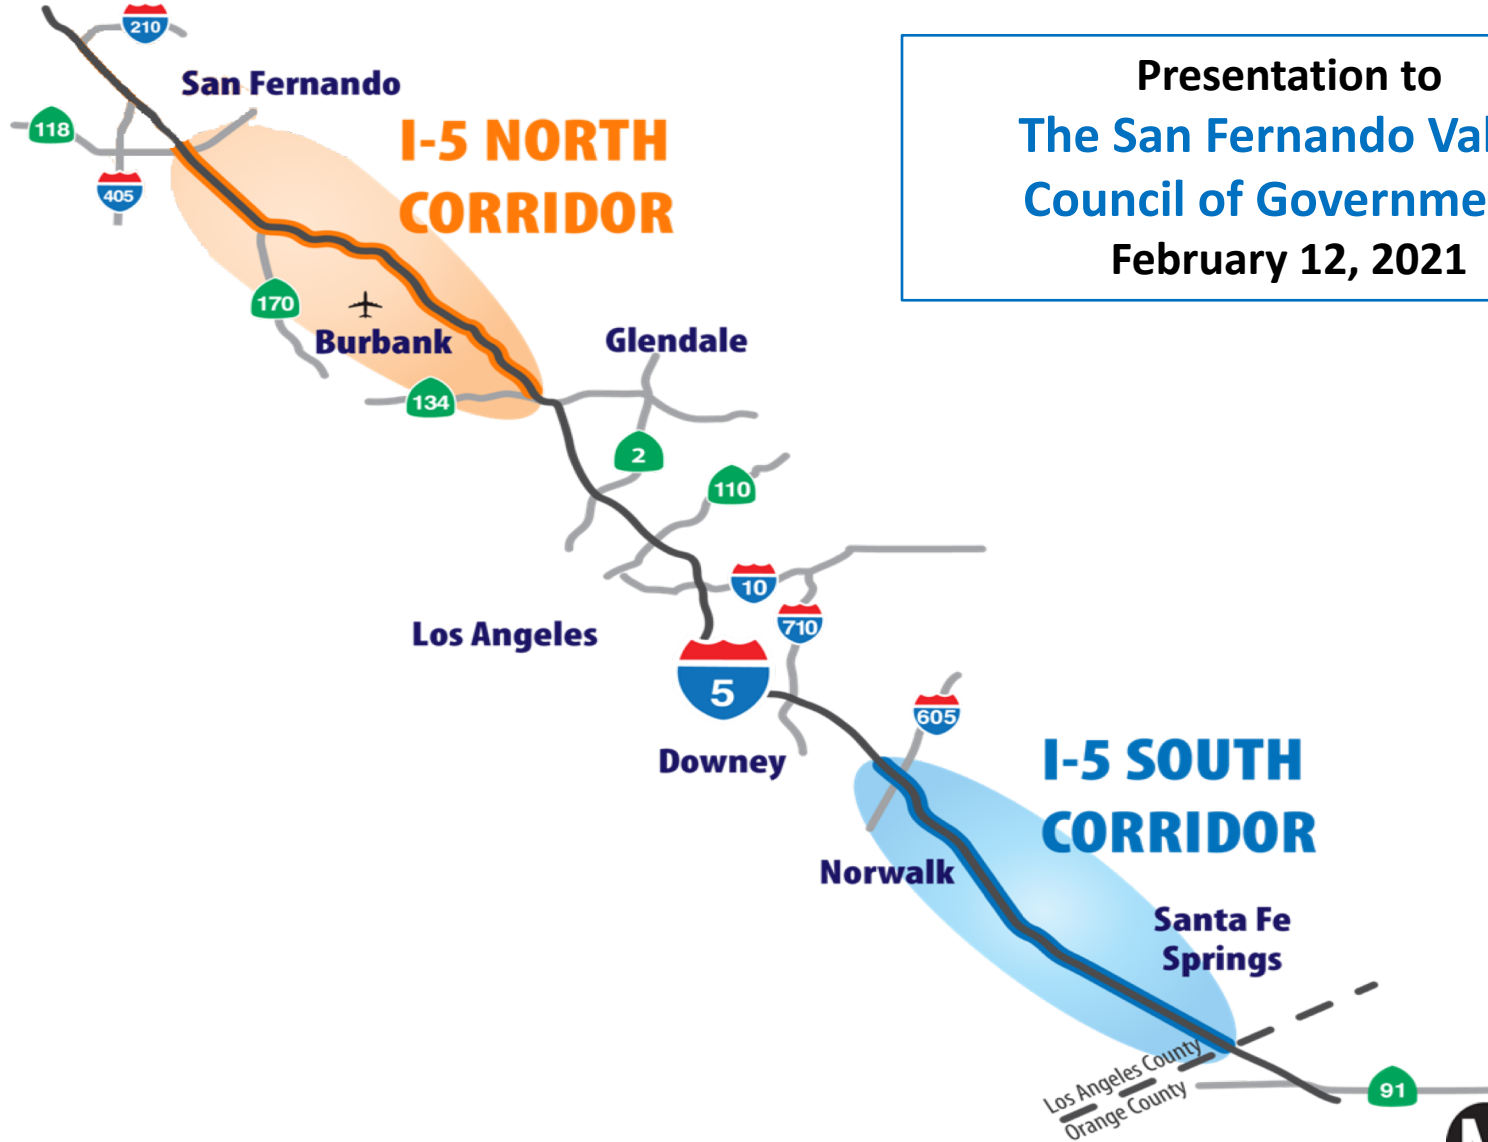 210
San Fernando
Presentation to
The San Fernando
Council of
February 12, 2021
118
I-5 NORTH
CORRIDOR
405
170
Burbank
Glendale
134
2
110
10
Los Angeles
710
5
605
Downey
I-5 SOUTH
CORRIDOR
Norwalk
Santa Fe
Springs
Los Angeles County
Orange County
91